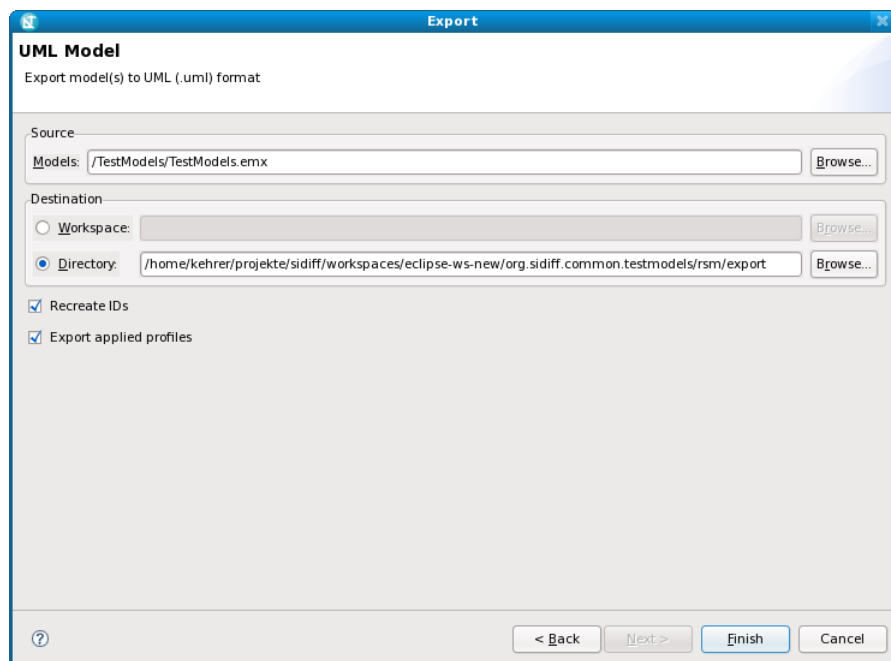 Export
UML Model
Export model(s) to UML (.uml) format
Source
Models: /TestModels/TestModels.emx Browse...
Destination
Workspace: Browse...
Directory: /home/kehrer/projekte/sidiff/workspaces/eclipse-ws-new/org.sidiff.common.testmodels/rsm/export Browse...
Recreate IDs
Export applied profiles
? < Back Next > Finish Cancel